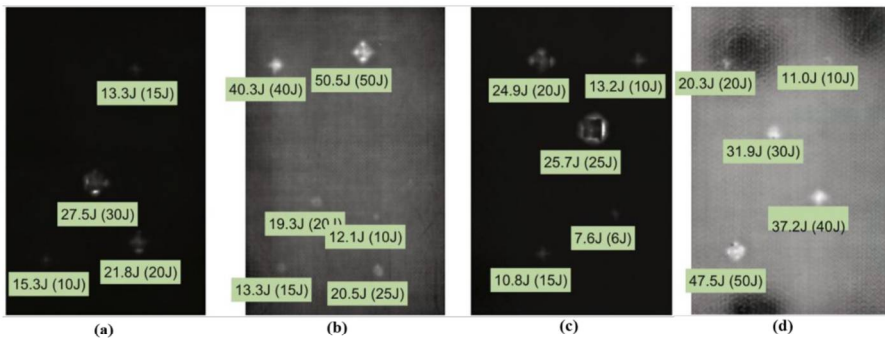 13.3J (15J)
27.5J (30J)
21.8J (20J)
15.3J (10J)
(a)
40.3J (40J)
50.5J (50J)
19.3J (20J)
12.1J (10J)
13.3J (15J)
20.5J (25J)
(b)
24.9J (20J)
13.2J (10J)
25.7J (25J)
7.6J (6J)
10.8J (15J)
(c)
20.3J (20J)
11.0J (10J)
31.9J (30J)
37.2J (40J)
47.5J (50J)
(d)